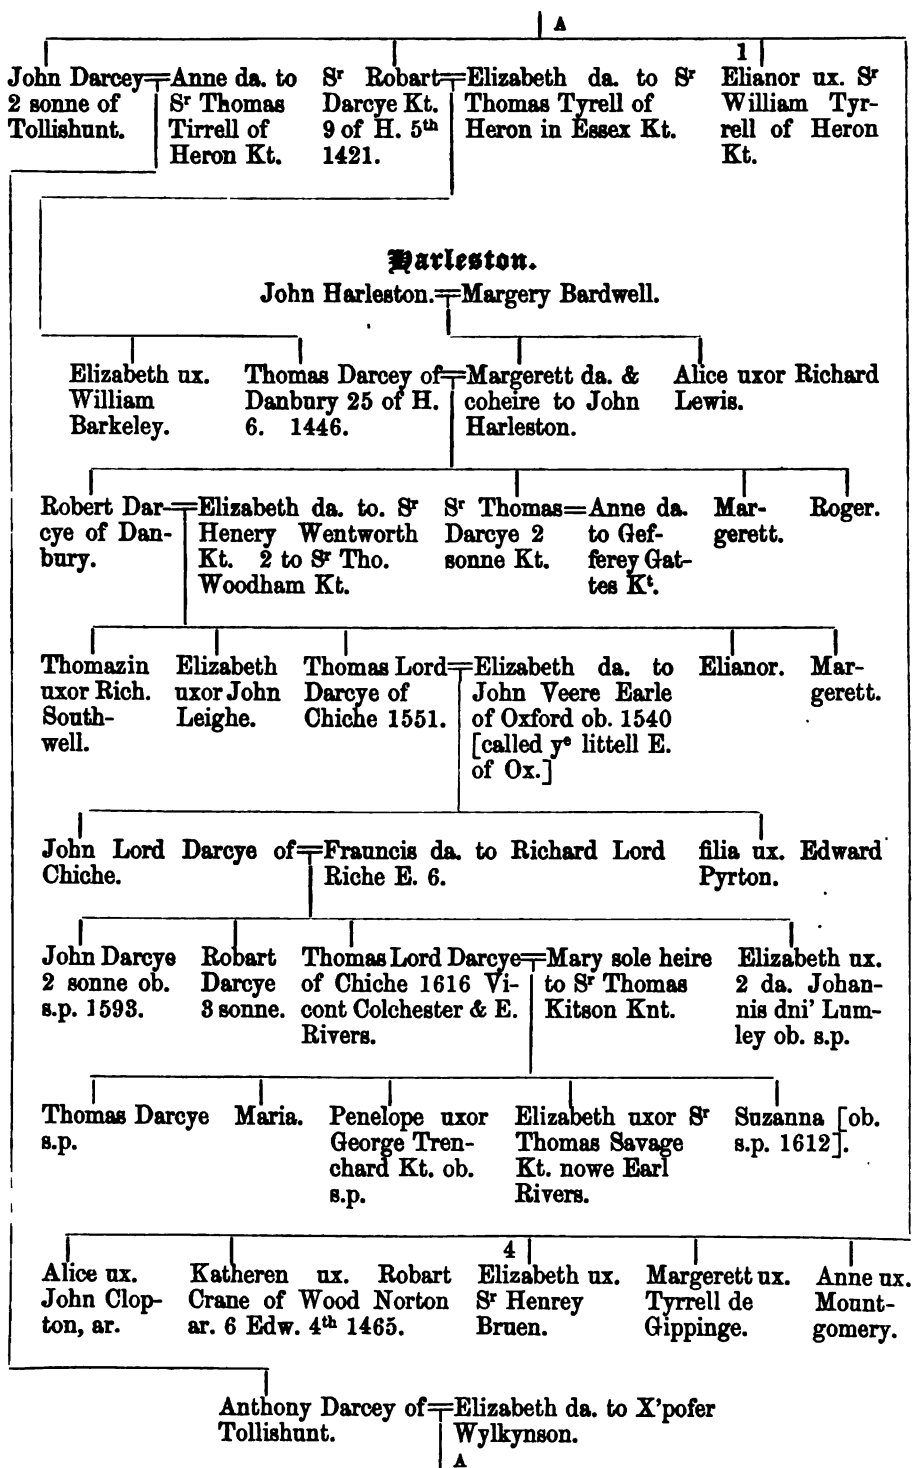 A
John Darcey
2 sonne of
Tollishunt.
Anne da. to
Sr Thomas
Tirrell of
Heron Kt.
Sr Robart
Darcye Kt.
9 of H. 5th
1421.
Elizabeth da. to Sr
Thomas Tyrell of
Heron in Essex Kt.
1
Elianor ux. Sr
William Tyr-
rell of Heron
Kt.
Harleston.
John Harleston.
Margery Bardwell.
Elizabeth ux.
William
Barkeley.
Thomas Darcey of
Danbury 25 of H.
6. 1446.
Margerett da. &
coheire to John
Harleston.
Alice uxor Richard
Lewis.
Robert Dar-
cye of Dan-
bury.
Elizabeth da. to. Sr
Henery Wentworth
Kt. 2 to Sr Tho.
Woodham Kt.
Sr Thomas
Darcye 2
sonne Kt.
Anne da.
to Gef-
ferey Gat-
tes Kt.
Mar-
gerett.
Roger.
Thomazin
uxor Rich.
South-
well.
Elizabeth
uxor John
Leighe.
Thomas Lord
Darcye of
Chiche 1551.
Elizabeth da. to
John Veere Earle
of Oxford ob. 1540
[called ye littell E.
of Ox.]
Elianor.
Mar-
gerett.
John Lord Darcye of
Chiche.
Frauncis da. to Richard Lord
Riche E. 6.
filia ux. Edward
Pyrton.
John Darcye
2 sonne ob.
s.p. 1593.
Robart
Darcye
3 sonne.
Thomas Lord Darcye
of Chiche 1616 Vi-
cont Colchester & E.
Rivers.
Mary sole heire
to Sr Thomas
Kitson Knt.
Elizabeth ux.
2 da. Johan-
nis dni' Lum-
ley ob. s.p.
Thomas Darcye
s.p.
Maria.
Penelope uxor
George Tren-
chard Kt. ob.
s.p.
Elizabeth uxor Sr
Thomas Savage
Kt. nowe Earl
Rivers.
Suzanna [ob.
s.p. 1612].
Alice ux.
John Clop-
ton, ar.
Katheren ux. Robart
Crane of Wood Norton
ar. 6 Edw. 4th 1465.
4
Elizabeth ux.
Sr Henrey
Bruen.
Margerett ux.
Tyrrell de
Gippinge.
Anne ux.
Mount-
gomery.
Anthony Darcey of
Tollishunt.
Elizabeth da. to X'pofer
Wylkynson.
A